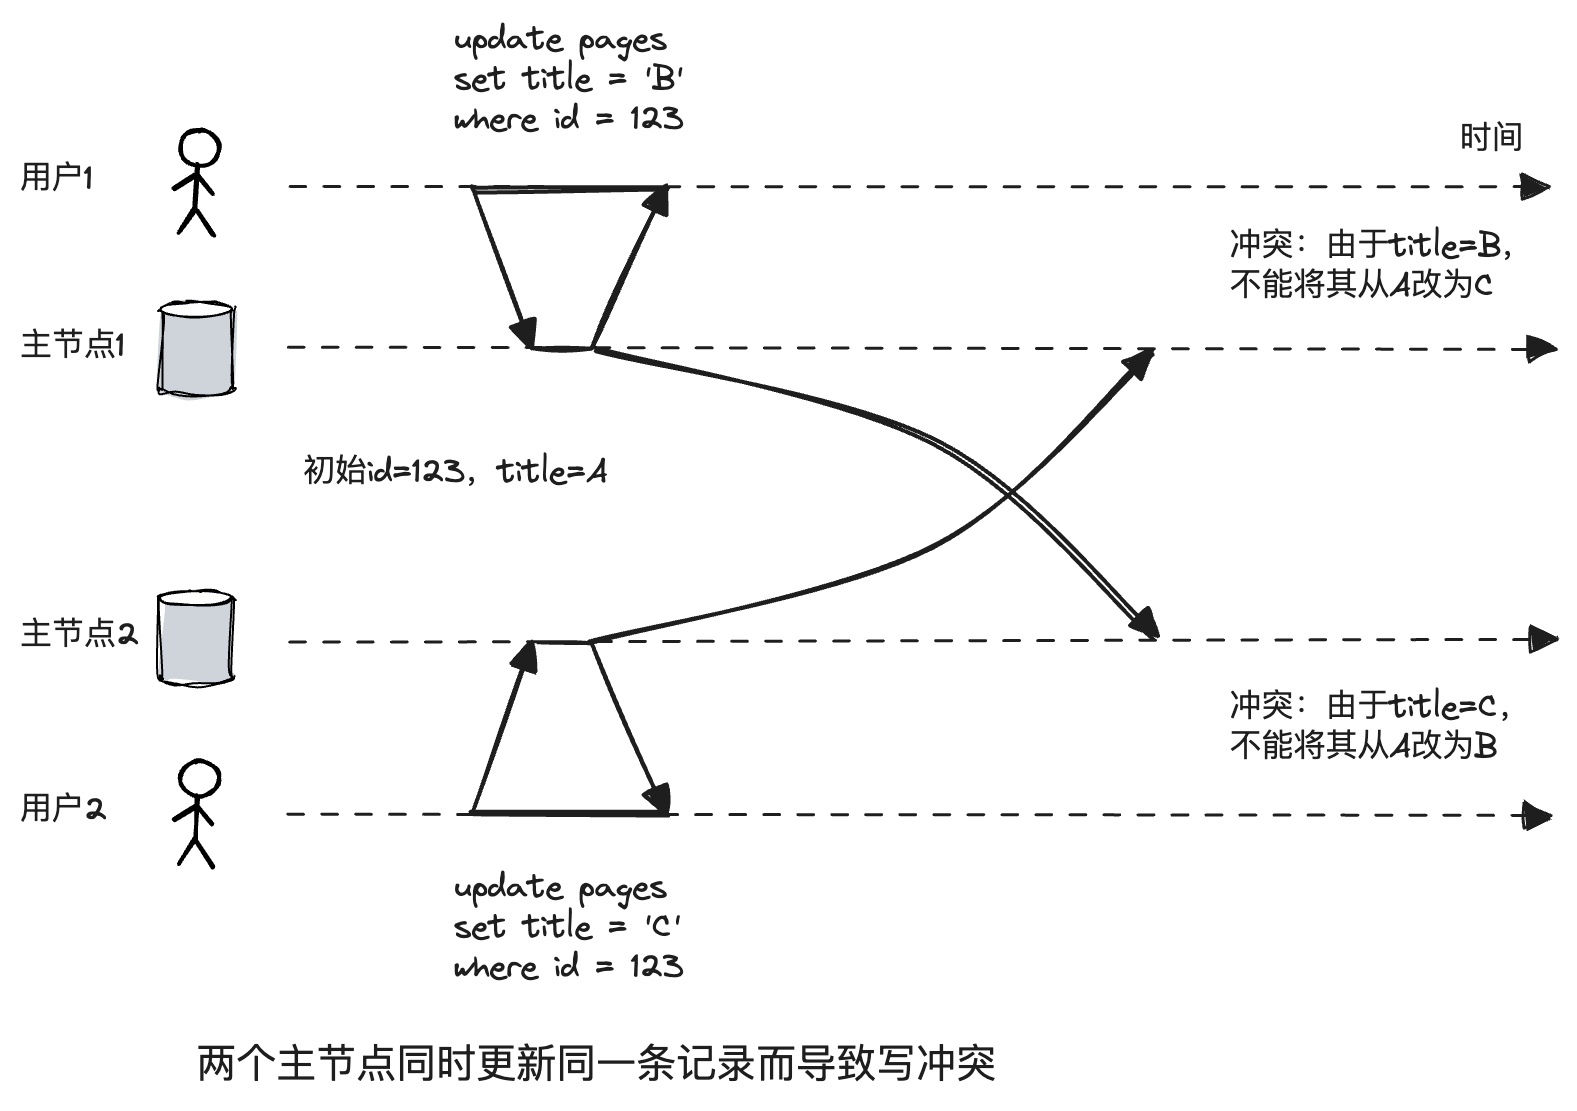 update pages
set title = 'B'
where id = 123
时间
用户1
冲突：由于title=B，
不能将其从A改为C
主节点1
初始id=123，title=A
主节点2
冲突：由于title=C，
不能将其从A改为B
用户2
update pages
set title = 'C'
where id = 123
两个主节点同时更新同一条记录而导致写冲突